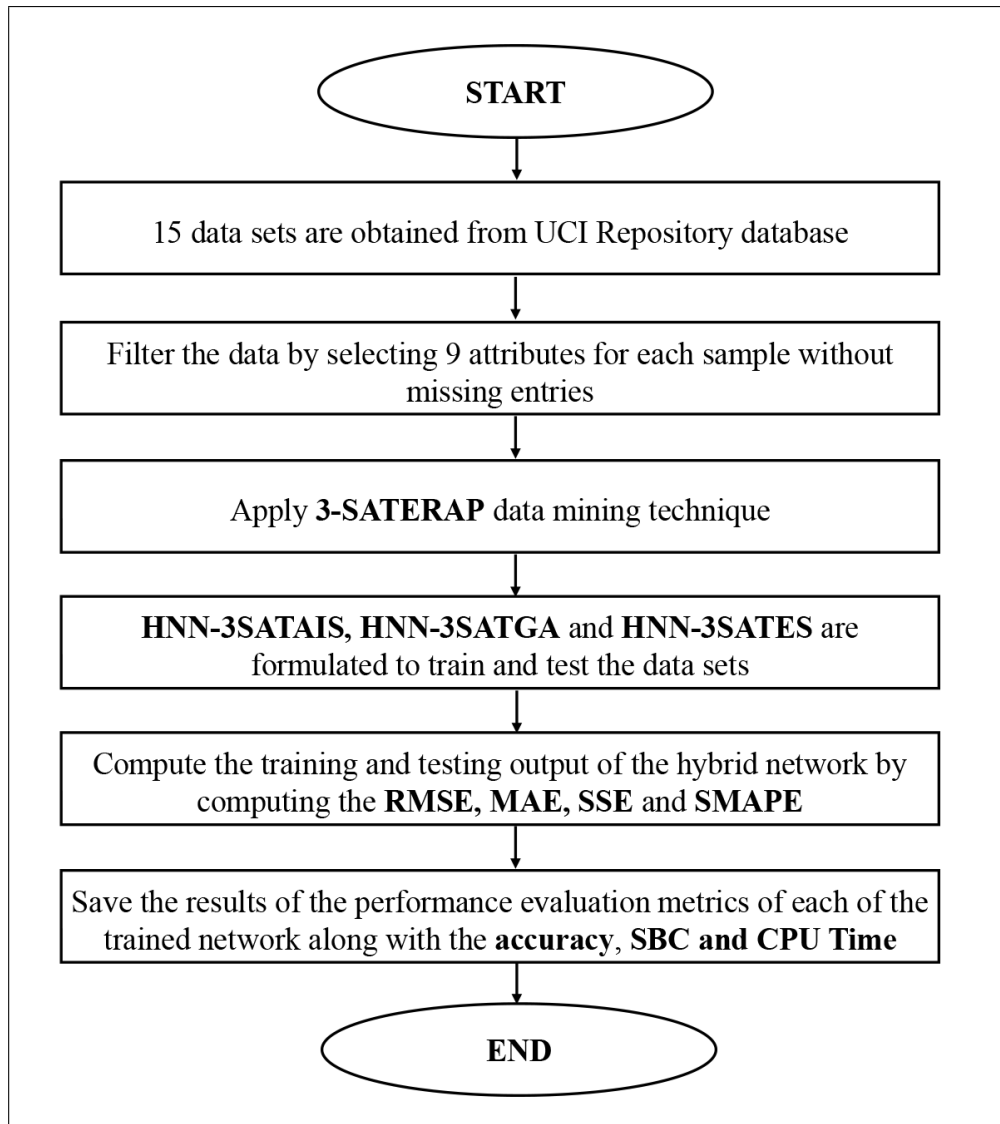 START
15 data sets are obtained from UCI Repository database
Filter the data by selecting 9 attributes for each sample without
missing entries
Apply 3-SATERAP data mining technique
HNN-3SATAIS, HNN-3SATGA and HNN-3SATES are
formulated to train and test the data sets
Compute the training and testing output of the hybrid network by
computing the RMSE, MAE, SSE and SMAPE
Save the results of the performance evaluation metrics of each of the
trained network along with the accuracy, SBC and CPU Time
END